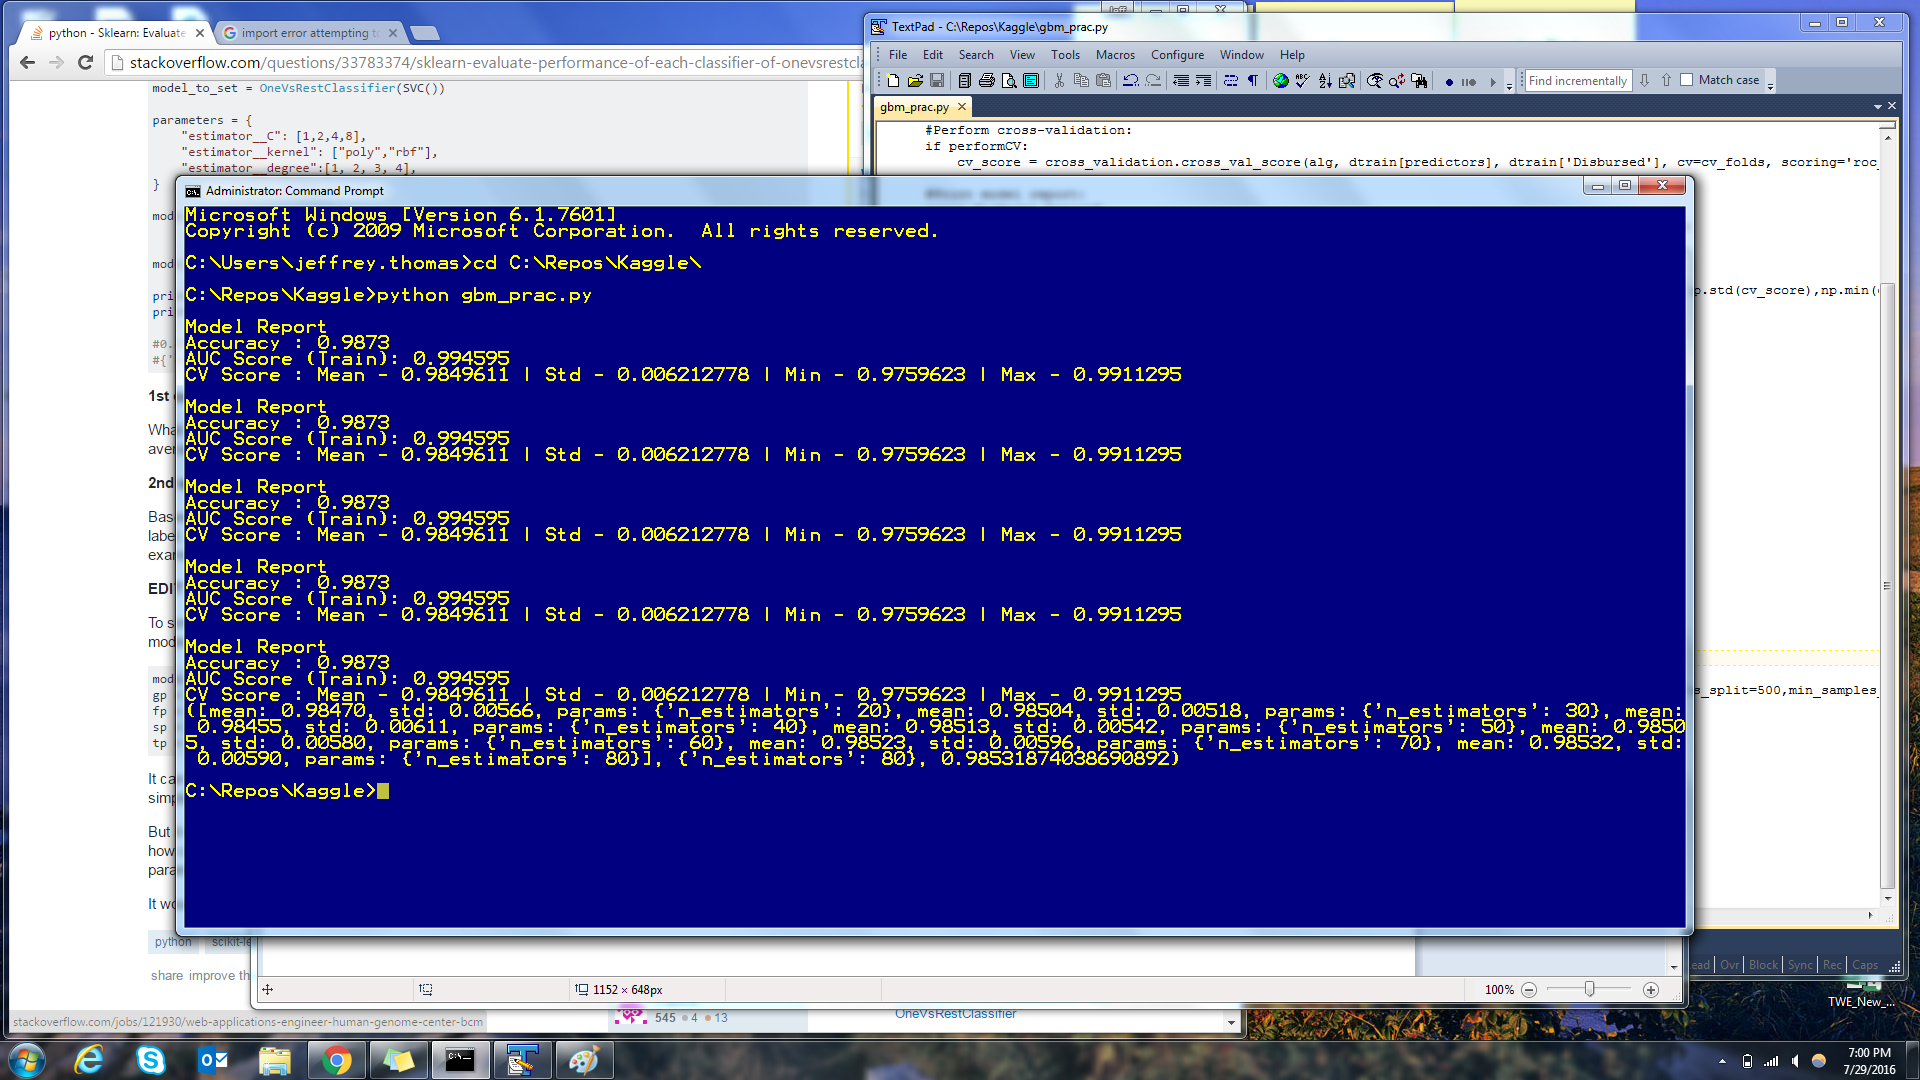 python - Sklearn: Evaluate
import error attempting t
stackoverflow.com/questions/33783374/sklearn-evaluate-performance-of-each-classifier-of-onevsrestcla
model_to_set = OneVsRestClassifier(SVC())
parameters = {
"estimator__C": [1,2,4,8],
"estimator__kernel": ["poly","rbf"],
"estimator__degree":[1, 2, 3, 4],
}
TextPad - C:\Repos\Kaggle\gbm_prac.py
File Edit Search View Tools Macros Configure Window Help
Find incrementally
Match case
gbm_prac.py
#Perform cross-validation:
if performCV:
cv_score = cross_validation.cross_val_score(alg, dtrain[predictors], dtrain['Disbursed'], cv=cv_folds, scoring='roc_
p.std(cv_score),np.min(
s_split=500,min_samples_
Administrator: Command Prompt
Microsoft Windows [Version 6.1.7601]
Copyright (c) 2009 Microsoft Corporation.  All rights reserved.
C:\Users\jeffrey.thomas>cd C:\Repos\Kaggle\
C:\Repos\Kaggle>python gbm_prac.py
Model Report
Accuracy : 0.9873
AUC Score (Train): 0.994595
CV Score : Mean - 0.9849611 | Std - 0.006212778 | Min - 0.9759623 | Max - 0.9911295
Model Report
Accuracy : 0.9873
AUC Score (Train): 0.994595
CV Score : Mean - 0.9849611 | Std - 0.006212778 | Min - 0.9759623 | Max - 0.9911295
Model Report
Accuracy : 0.9873
AUC Score (Train): 0.994595
CV Score : Mean - 0.9849611 | Std - 0.006212778 | Min - 0.9759623 | Max - 0.9911295
Model Report
Accuracy : 0.9873
AUC Score (Train): 0.994595
CV Score : Mean - 0.9849611 | Std - 0.006212778 | Min - 0.9759623 | Max - 0.9911295
Model Report
Accuracy : 0.9873
AUC Score (Train): 0.994595
CV Score : Mean - 0.9849611 | Std - 0.006212778 | Min - 0.9759623 | Max - 0.9911295
([mean: 0.98470, std: 0.00566, params: {'n_estimators': 20}, mean: 0.98504, std: 0.00518, params: {'n_estimators': 30}, mean:
0.98455, std: 0.00611, params: {'n_estimators': 40}, mean: 0.98513, std: 0.00542, params: {'n_estimators': 50}, mean: 0.9850
5, std: 0.00580, params: {'n_estimators': 60}, mean: 0.98523, std: 0.00596, params: {'n_estimators': 70}, mean: 0.98532, std:
0.00590, params: {'n_estimators': 80}], {'n_estimators': 80}, 0.98531874038690892)
C:\Repos\Kaggle>
mod
mod
pri
pri
#0.
#{'
1st
Wha
aver
2nd
Bas
labe
exar
EDI
To s
mod
mod
gp
fp
sp
tp
It ca
simp
But
how
para
It wo
python scikit-le
share improve th
1152 × 648px
100%
Ovr Block Sync Rec Caps
stackoverflow.com/jobs/121930/web-applications-engineer-human-genome-center-bcm
545 4 13
OneVsRestClassifier
TWE_New_...
7:00 PM
7/29/2016